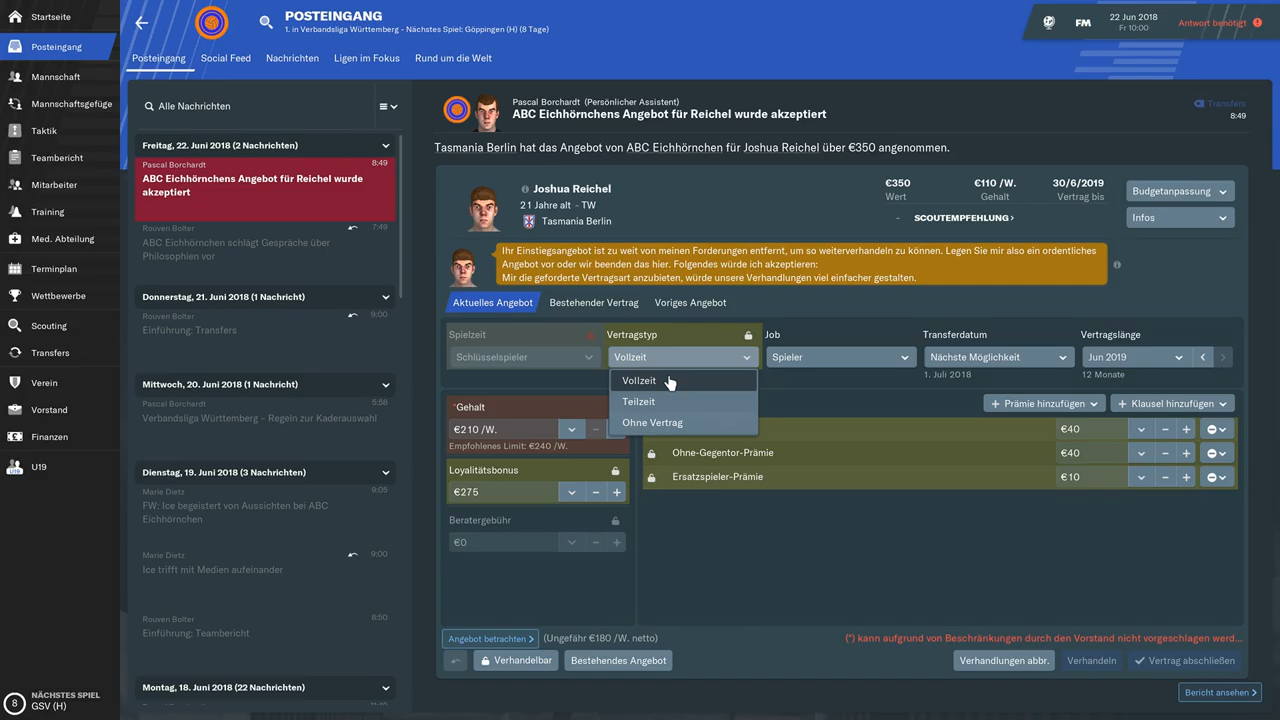 Startseite
Posteingang
Mannschaft
Mannschaftsgefüge
Taktik
Teambericht
Mitarbeiter
Training
Med. Abteilung
Terminplan
Wettbewerbe
Scouting
Transfers
Verein
Vorstand
Finanzen
U19
U19
8
NÄCHSTES SPIEL
GSV (H)
POSTEINGANG
1. in Verbandsliga Württemberg - Nächstes Spiel: Göppingen (H) (8 Tage)
FM
22 Jun 2018
Fr 10:00
Antwort benötigt
Posteingang
Social Feed
Nachrichten
Ligen im Fokus
Rund um die Welt
Alle Nachrichten
Freitag, 22. Juni 2018 (2 Nachrichten)
Pascal Borchardt 8:49
ABC Eichhörnchens Angebot für Reichel wurde
akzeptiert
Rouven Bolter 7:49
ABC Eichhörnchen schlägt Gespräche über
Philosophien vor
Donnerstag, 21. Juni 2018 (1 Nachricht)
Rouven Bolter 9:00
Einführung: Transfers
Mittwoch, 20. Juni 2018 (1 Nachricht)
Rouven Bolter 5:58
Verbandsliga Württemberg – Regeln zur Kaderauswahl
Dienstag, 19. Juni 2018 (3 Nachrichten)
Marie Dietz 9:05
FW: Ice begeistert von Aussichten bei ABC
Eichhörnchen
Marie Dietz 9:00
Ice trifft mit Medien aufeinander
Rouven Bolter 8:50
Einführung: Teambericht
Montag, 18. Juni 2018 (22 Nachrichten)
Pascal Borchardt (Persönlicher Assistent)
ABC Eichhörnchens Angebot für Reichel wurde akzeptiert
Transfers
8:49
Tasmania Berlin hat das Angebot von ABC Eichhörnchen für Joshua Reichel über €350 angenommen.
Joshua Reichel
21 Jahre alt - TW
Tasmania Berlin
€350
Wert
€110 /W.
Gehalt
30/6/2019
Vertrag bis
- SCOUTEMPFEHLUNG
Budgetanpassung
Infos
Ihr Einstiegsangebot ist zu weit von meinen Forderungen entfernt, um so weiterverhandeln zu können. Legen Sie mir also ein ordentliches
Angebot vor oder wir beenden das hier. Folgendes würde ich akzeptieren:
Mir die geforderte Vertragsart anzubieten, würde unsere Verhandlungen viel einfacher gestalten.
Aktuelles Angebot
Bestehender Vertrag
Voriges Angebot
Spielzeit
Schlüsselspieler
Vertragstyp
Vollzeit
Job
Spieler
Transferdatum
Nächste Möglichkeit
1. Juli 2018
Vertragslänge
Jun 2019
12 Monate
Vollzeit
Teilzeit
Ohne Vertrag
*Gehalt
€210 /W.
Empfohlenes Limit: €240 /W.
Loyalitätsbonus
€275
Beratergebühr
€0
Prämie hinzufügen
Klausel hinzufügen
€40
Ohne-Gegentor-Prämie €40
Ersatzspieler-Prämie €10
Angebot betrachten
(Ungefähr €180 /W. netto)
(*) kann aufgrund von Beschränkungen durch den Vorstand nicht vorgeschlagen werd...
Verhandelbar
Bestehendes Angebot
Verhandlungen abbr.
Verhandeln
Vertrag abschließen
Bericht ansehen